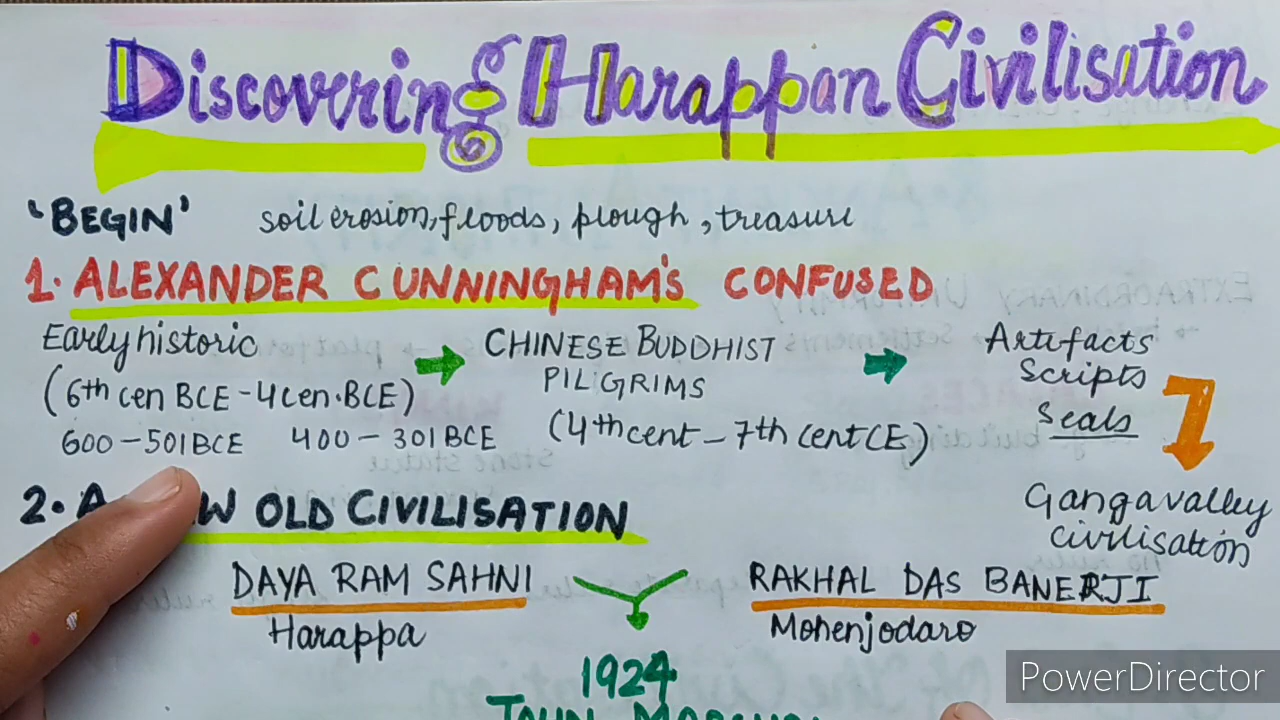 Discovering Harappan Civilisation
'BEGIN' soil erosion, floods, plough, treasure
1. ALEXANDER CUNNINGHAM'S CONFUSED
Early historic
(6th cen BCE - 4 cen. BCE)
600 - 501 BCE 400 - 301 BCE
CHINESE BUDDHIST
PILGRIMS
(4th cent - 7th cent CE)
Artifacts
Scripts
Seals
Ganga valley
civilisation
2. OLD CIVILISATION
DAYA RAM SAHNI
Harappa
RAKHAL DAS BANERJI
Mohenjodaro
1924
PowerDirector